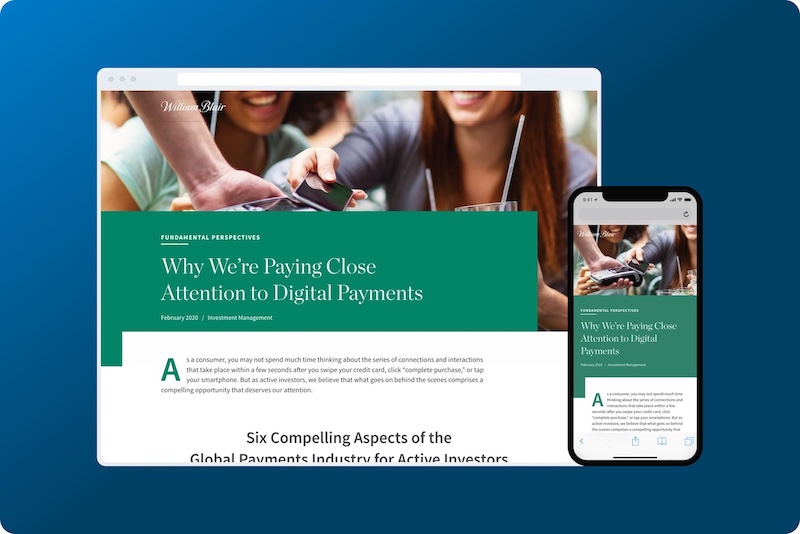 William Blair
FUNDAMENTAL PERSPECTIVES
Why We're Paying Close
Attention to Digital Payments
February 2020 / Investment Management
As a consumer, you may not spend much time thinking about the series of connections and interactions
that take place within a few seconds after you swipe your credit card, click "complete purchase," or tap
your smartphone. But as active investors, we believe that what goes on behind the scenes comprises a
compelling opportunity that deserves our attention.
Six Compelling Aspects of the
Global Payments Industry for Active Investors
9:41
William Blair
FUNDAMENTAL PERSPECTIVES
Why We're Paying Close
Attention to Digital
Payments
February 2020 / Investment Management
As a consumer, you may not spend much
time thinking about the series of
connections and interactions
that take place within a few
seconds after you swipe your credit card, click
"complete purchase," or tap your smartphone. But as
active investors, we believe that what goes on behind
the scenes comprises a compelling opportunity that